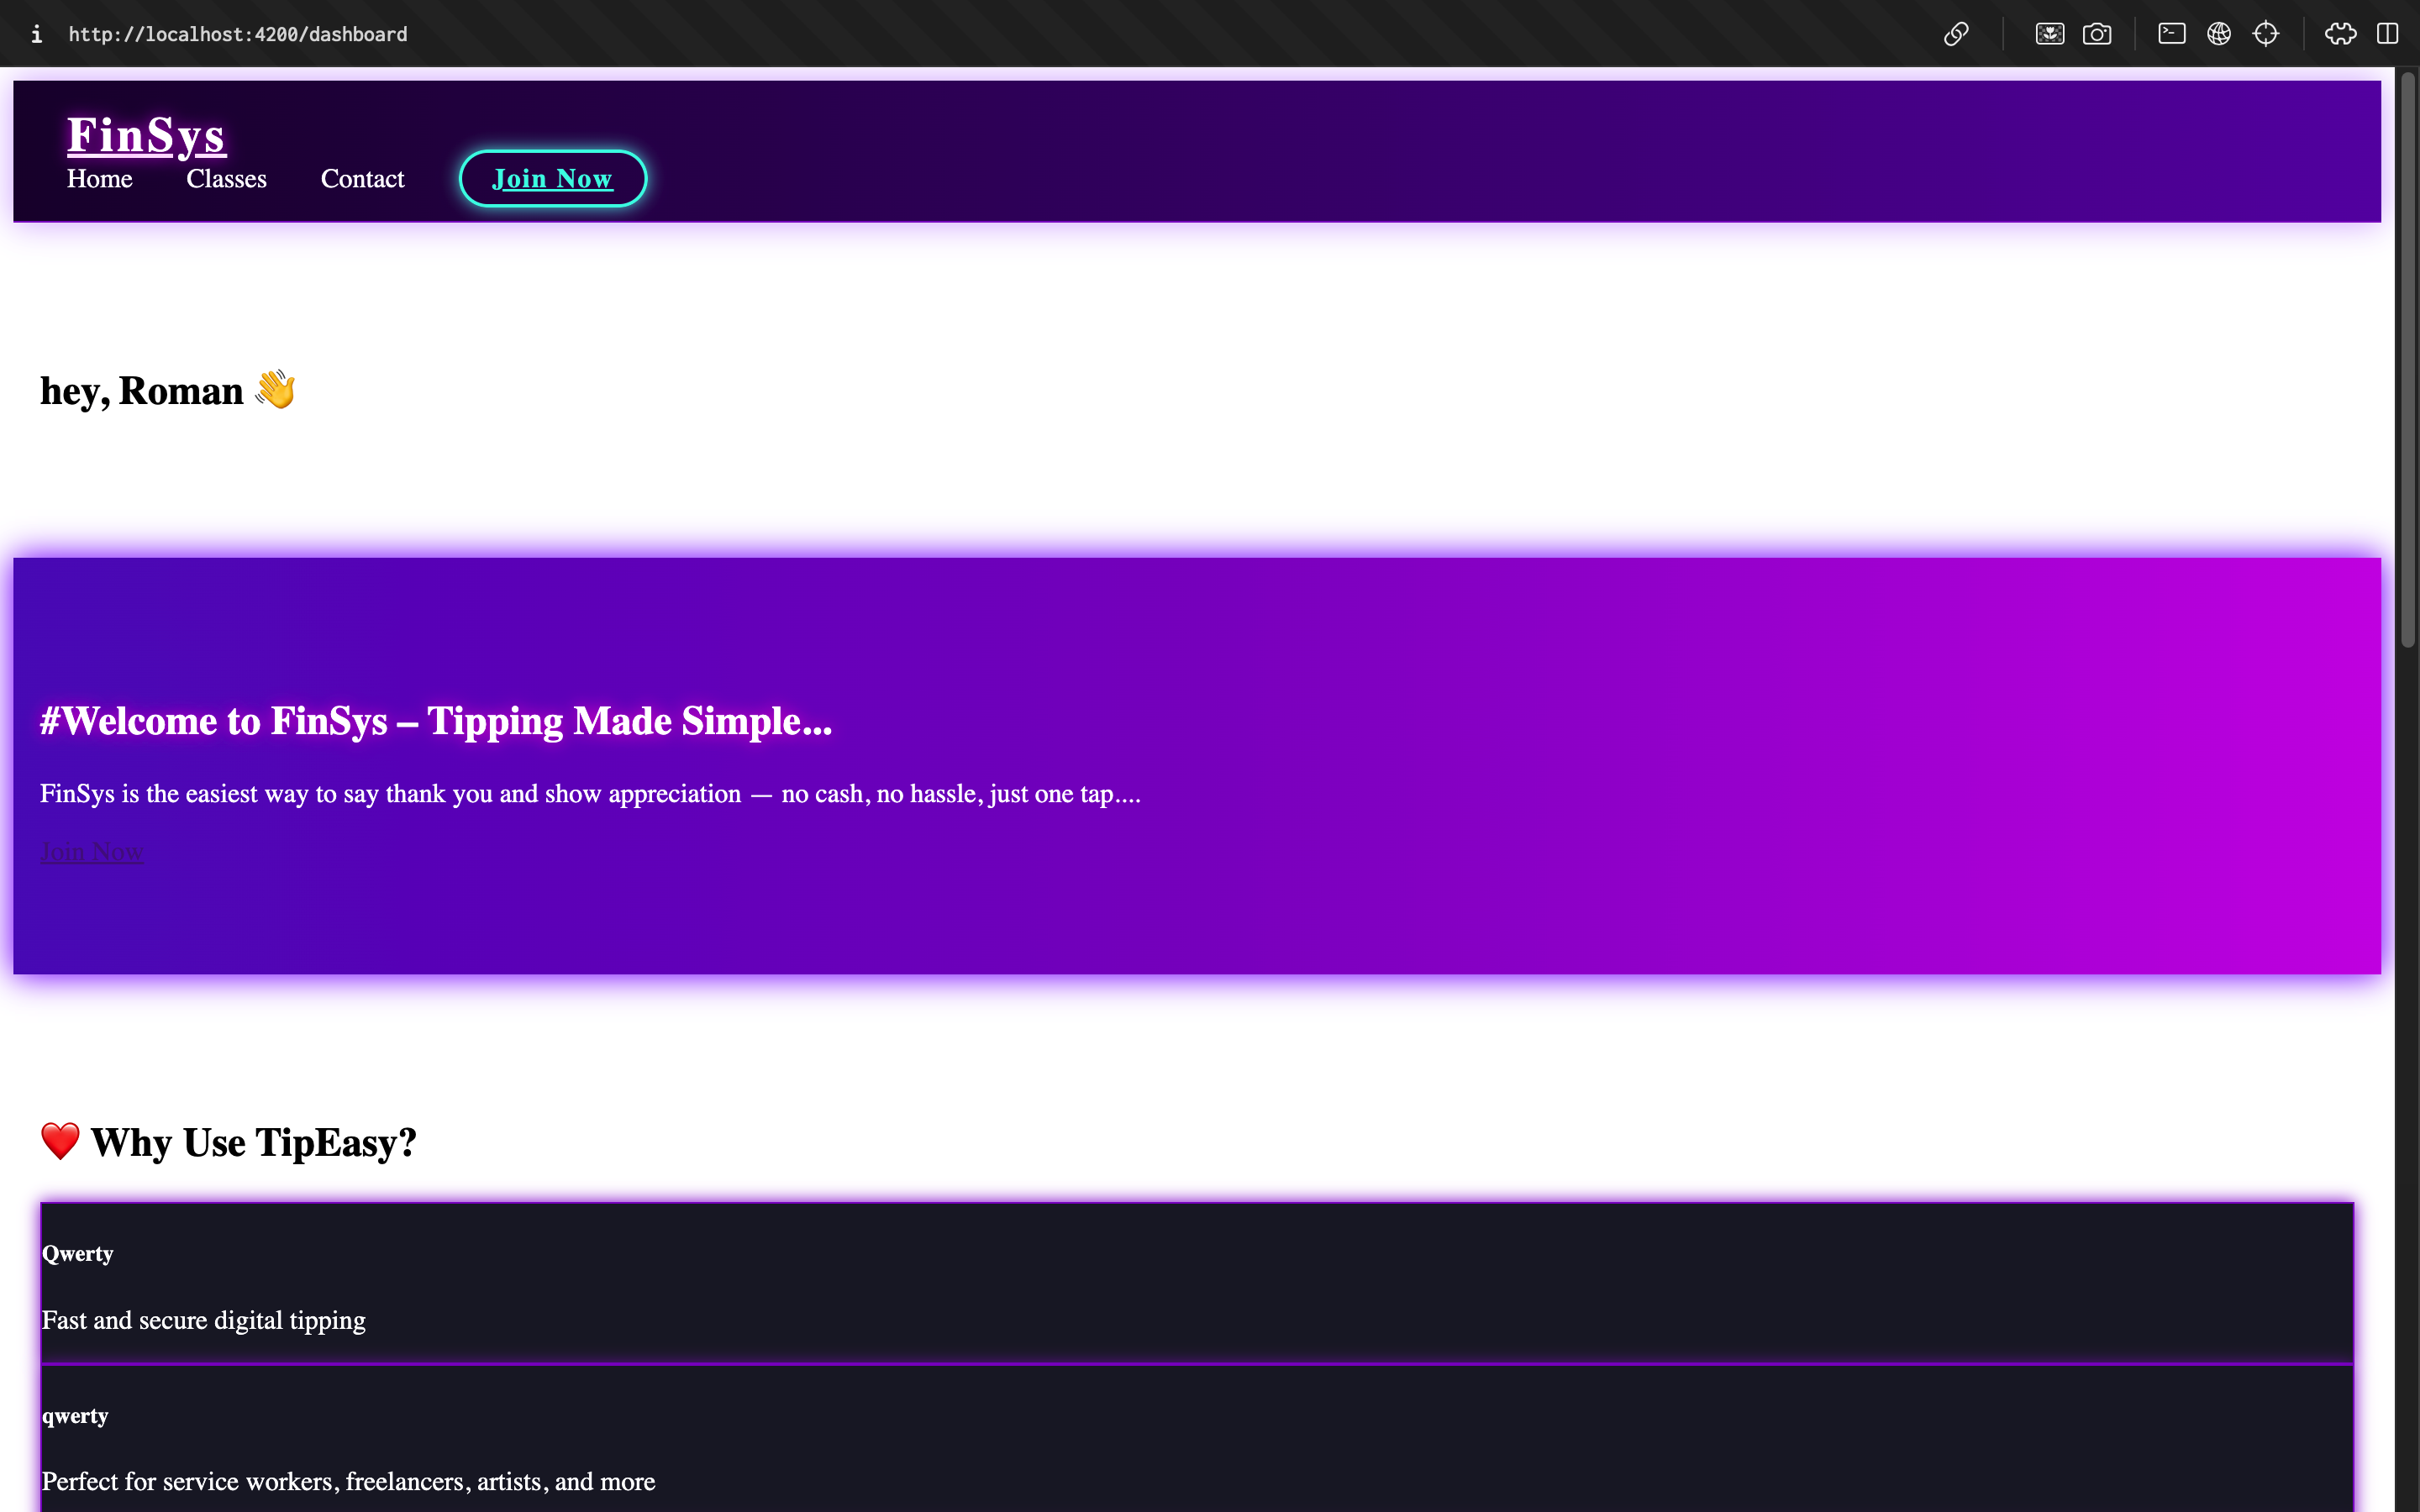 http://localhost:4200/dashboard
FinSys
Home Classes Contact Join Now
hey, Roman 👋
#Welcome to FinSys – Tipping Made Simple...
FinSys is the easiest way to say thank you and show appreciation — no cash, no hassle, just one tap....
Join Now
❤️ Why Use TipEasy?
Qwerty
Fast and secure digital tipping
qwerty
Perfect for service workers, freelancers, artists, and more